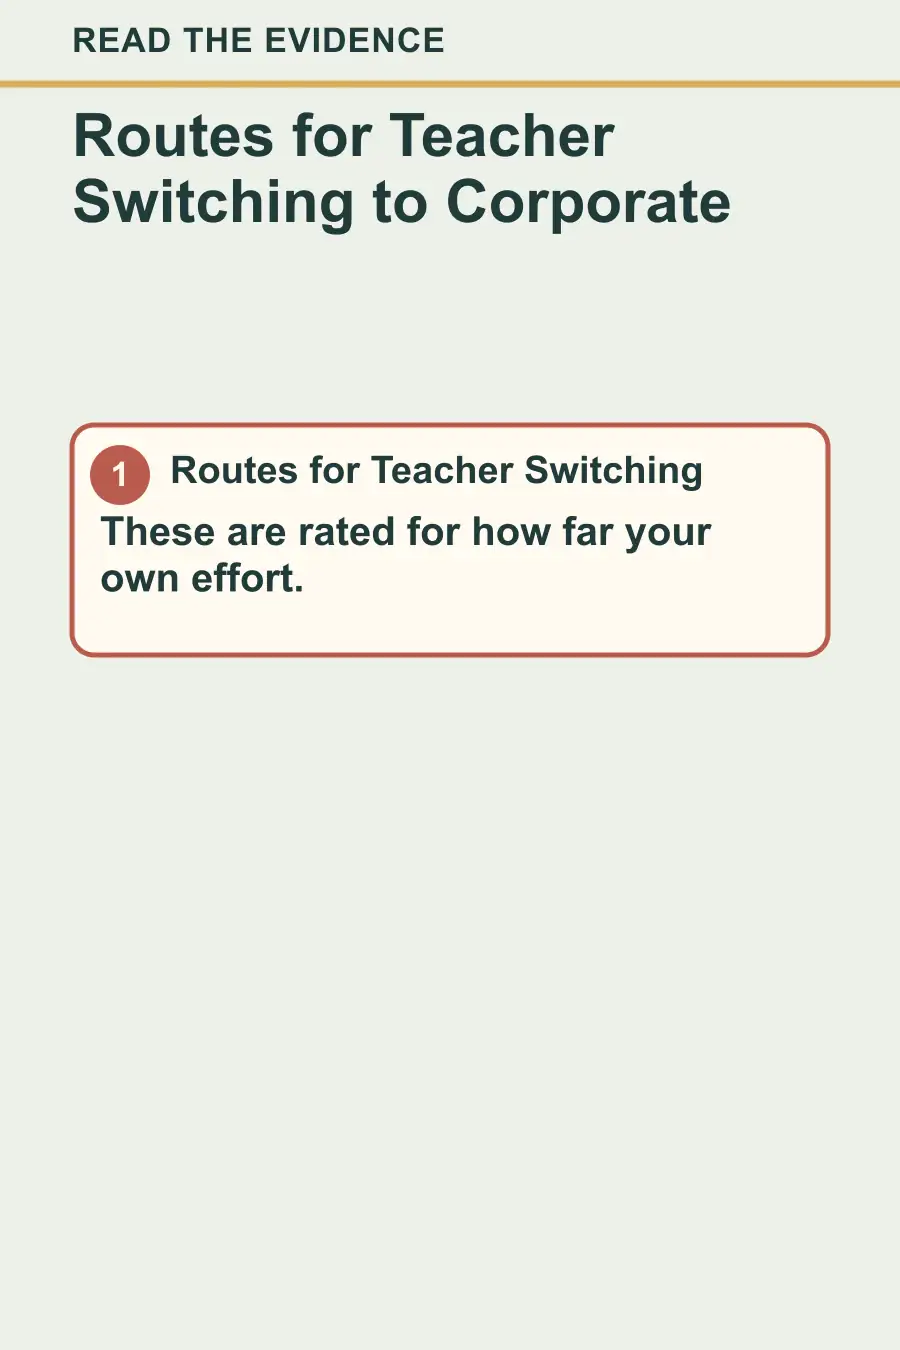 READ THE EVIDENCE
Routes for Teacher
Switching to Corporate
1 Routes for Teacher Switching
These are rated for how far your
own effort.